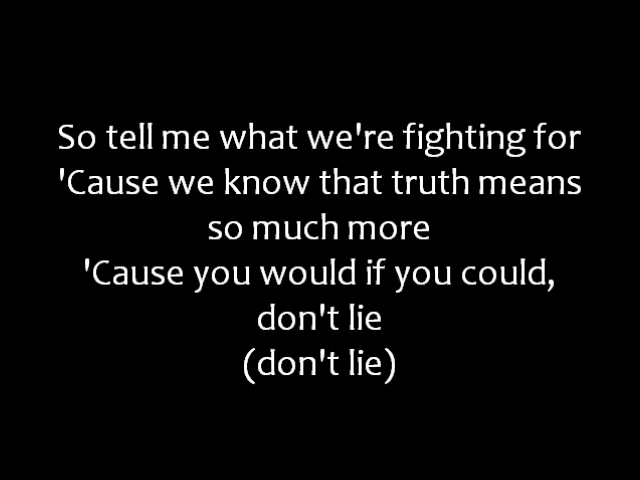 So tell me what we're fighting for
'Cause we know that truth means
so much more
'Cause you would if you could,
don't lie
(don't lie)